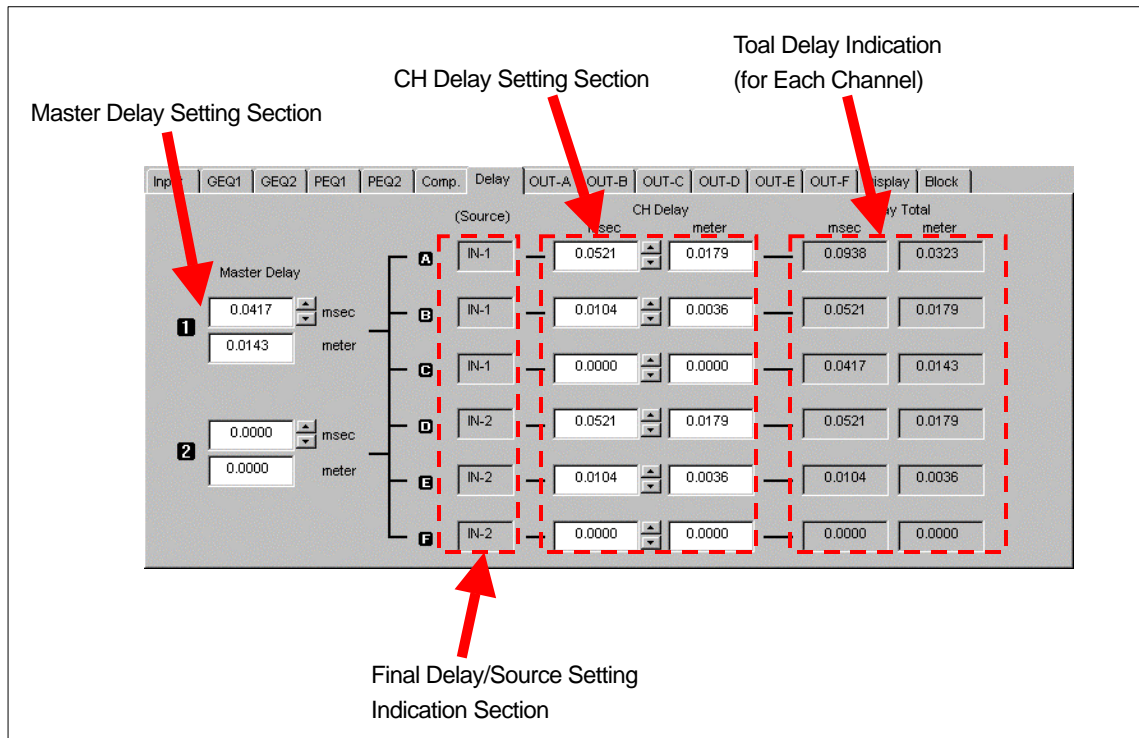 Toal Delay Indication
(for Each Channel)
CH Delay Setting Section
Master Delay Setting Section
GEQ1 GEQ2 PEQ1 PEQ2 Comp. Delay OUT-A OUT-B OUT-C OUT-D OUT-E OUT-F Block
(Source) CH Delay Total
msec meter msec meter
A IN-1 0.0521 0.0179 0.0938 0.0323
Master Delay
1 0.0417 msec B IN-1 0.0104 0.0036 0.0521 0.0179
0.0143 meter
C IN-1 0.0000 0.0000 0.0417 0.0143
2 0.0000 msec D IN-2 0.0521 0.0179 0.0521 0.0179
0.0000 meter
E IN-2 0.0104 0.0036 0.0104 0.0036
F IN-2 0.0000 0.0000 0.0000 0.0000
Final Delay/Source Setting
Indication Section